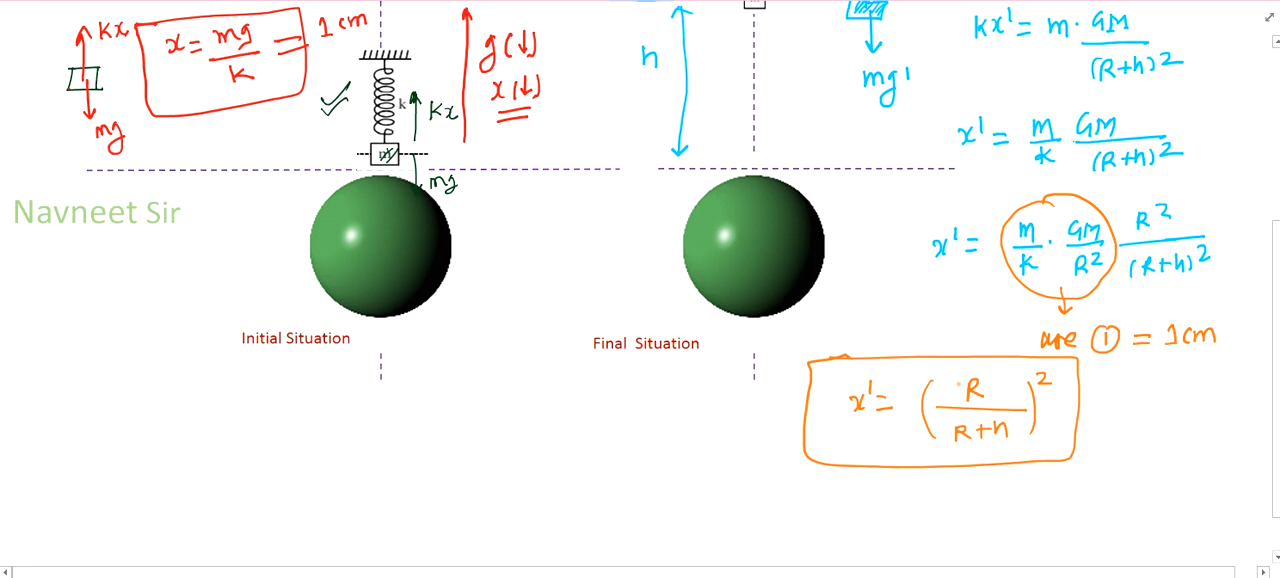 kx
x = mg/k = 1 cm
mg
g(↓)
x(↓)
k
kx
m
mg
Navneet Sir
Initial Situation
h
mg'
Final Situation
kx' = m · GM/(R+h)2
x' = m/k GM/(R+h)2
x' = m/k · GM/R2 R2/(R+h)2
① = 1cm
x' = (R/R+h)2